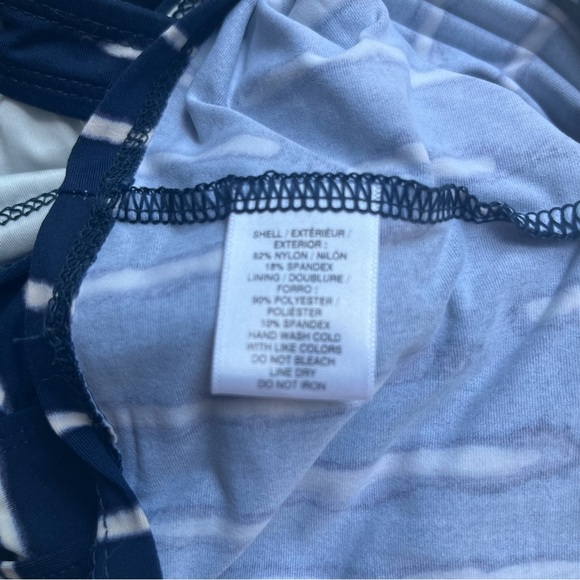 SHELL / EXTÉRIEUR /
EXTERIOR :
82% NYLON / NILÓN
18% SPANDEX
LINING / DOUBLURE /
FORRO :
90% POLYESTER /
POLIÉSTER
10% SPANDEX
HAND WASH COLD
WITH LIKE COLORS
DO NOT BLEACH
LINE DRY
DO NOT IRON